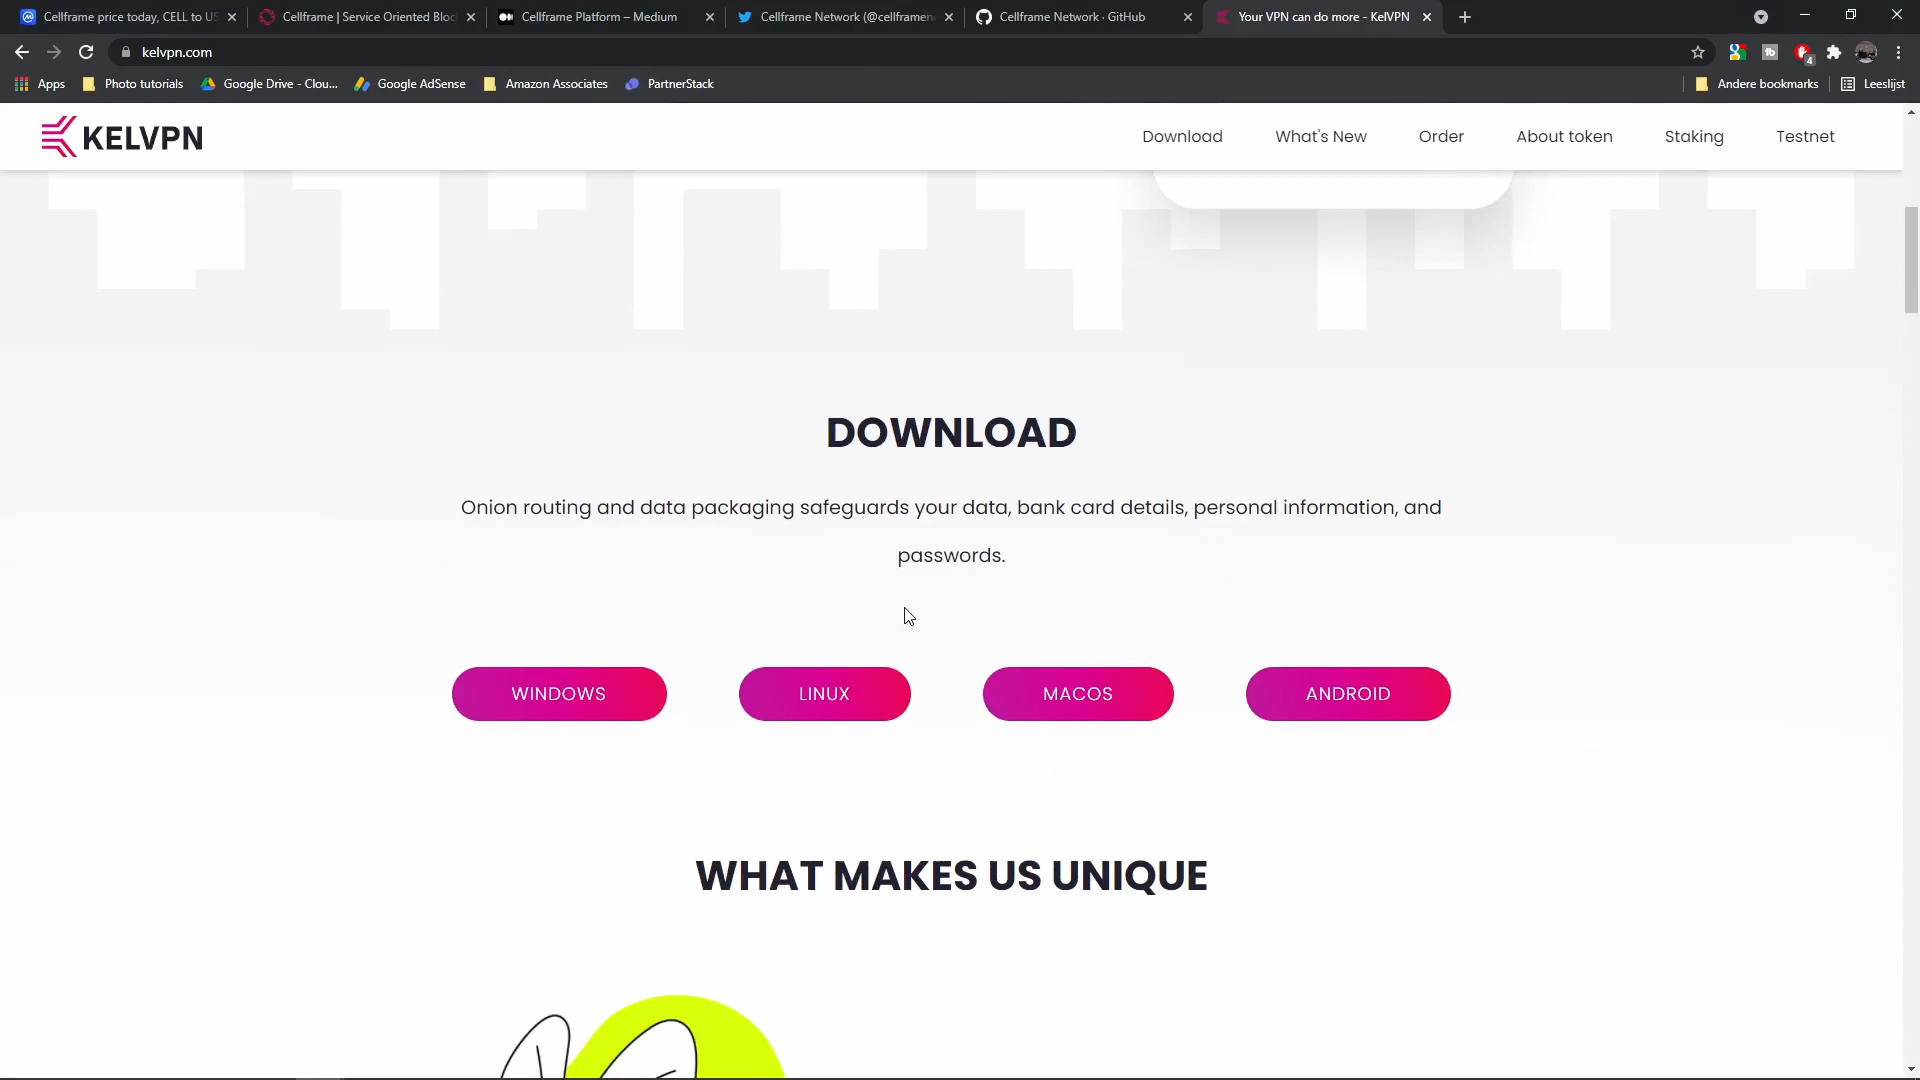 Cellframe price today, CELL to US
Cellframe | Service Oriented Bloc
Cellframe Platform – Medium
Cellframe Network (@cellframen
Cellframe Network · GitHub
Your VPN can do more - KelVPN
kelvpn.com
4
Apps
Photo tutorials
Google Drive - Clou...
Google AdSense
Amazon Associates
PartnerStack
Andere bookmarks
Leeslijst
KELVPN
Download
What's New
Order
About token
Staking
Testnet
DOWNLOAD
Onion routing and data packaging safeguards your data, bank card details, personal information, and
passwords.
WINDOWS
LINUX
MACOS
ANDROID
WHAT MAKES US UNIQUE